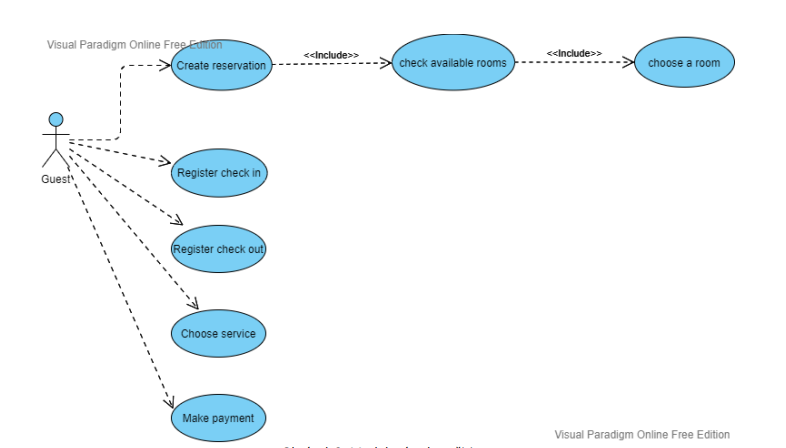 Visual Paradigm Online Free Edition
Create reservation
<<Include>>
check available rooms
<<Include>>
choose a room
Guest
Register check in
Register check out
Choose service
Make payment
Visual Paradigm Online Free Edition